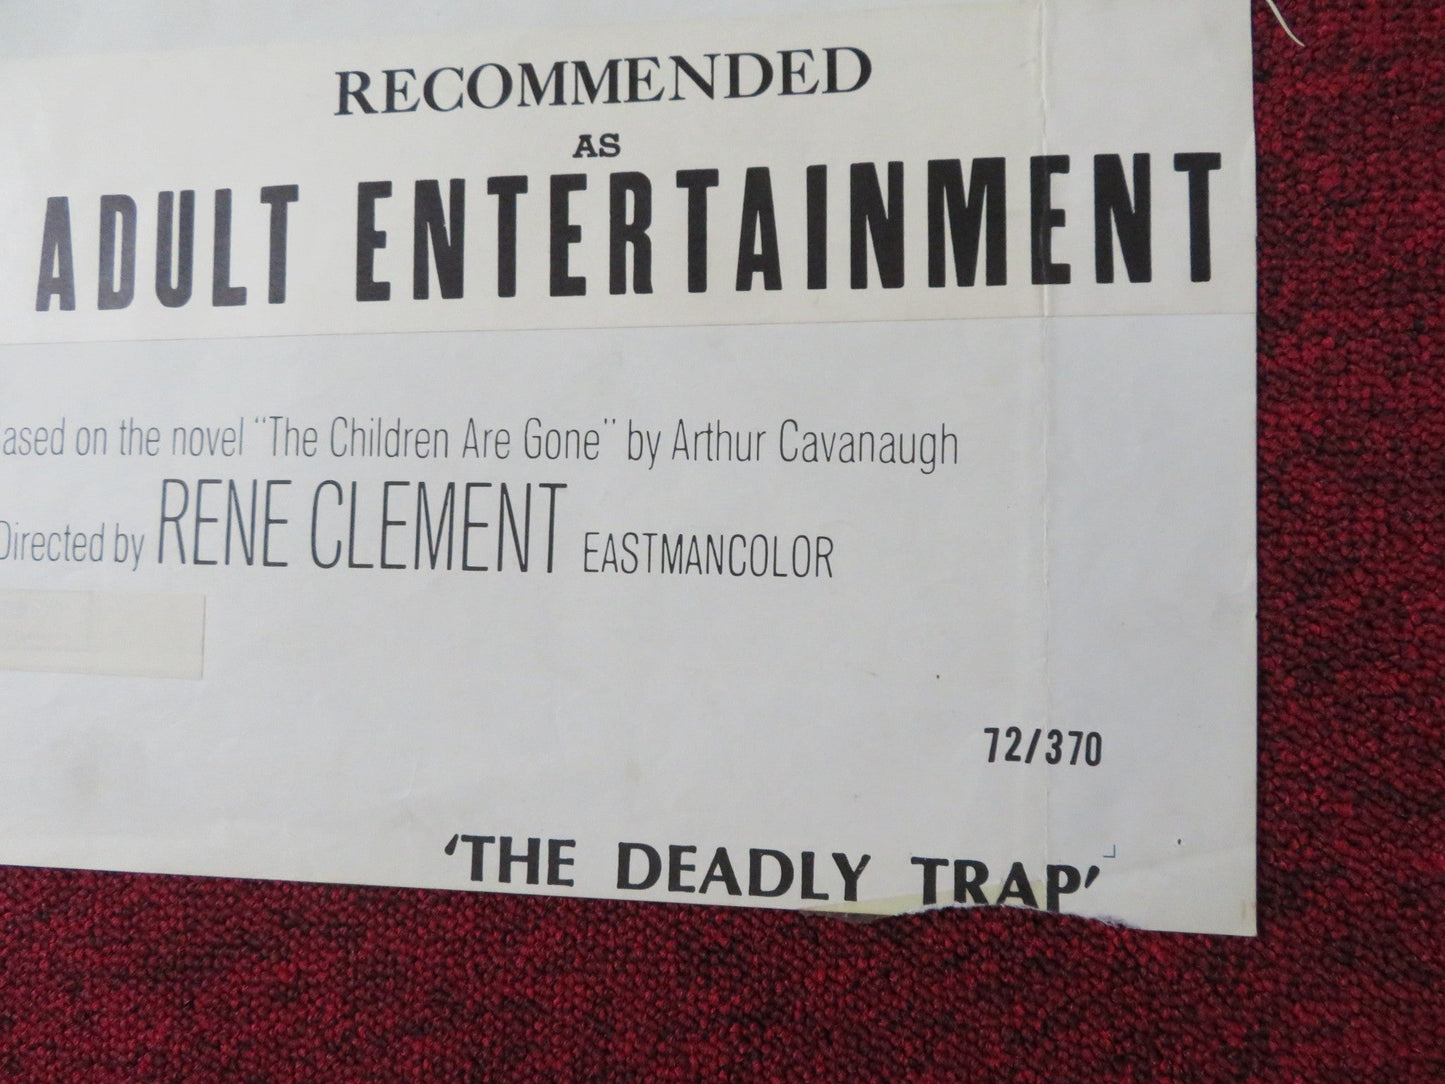 RECOMMENDED
AS
ADULT ENTERTAINMENT
ased on the novel "The Children Are Gone" by Arthur Cavanaugh
Directed by RENE CLEMENT EASTMANCOLOR
72/370
'THE DEADLY TRAP'